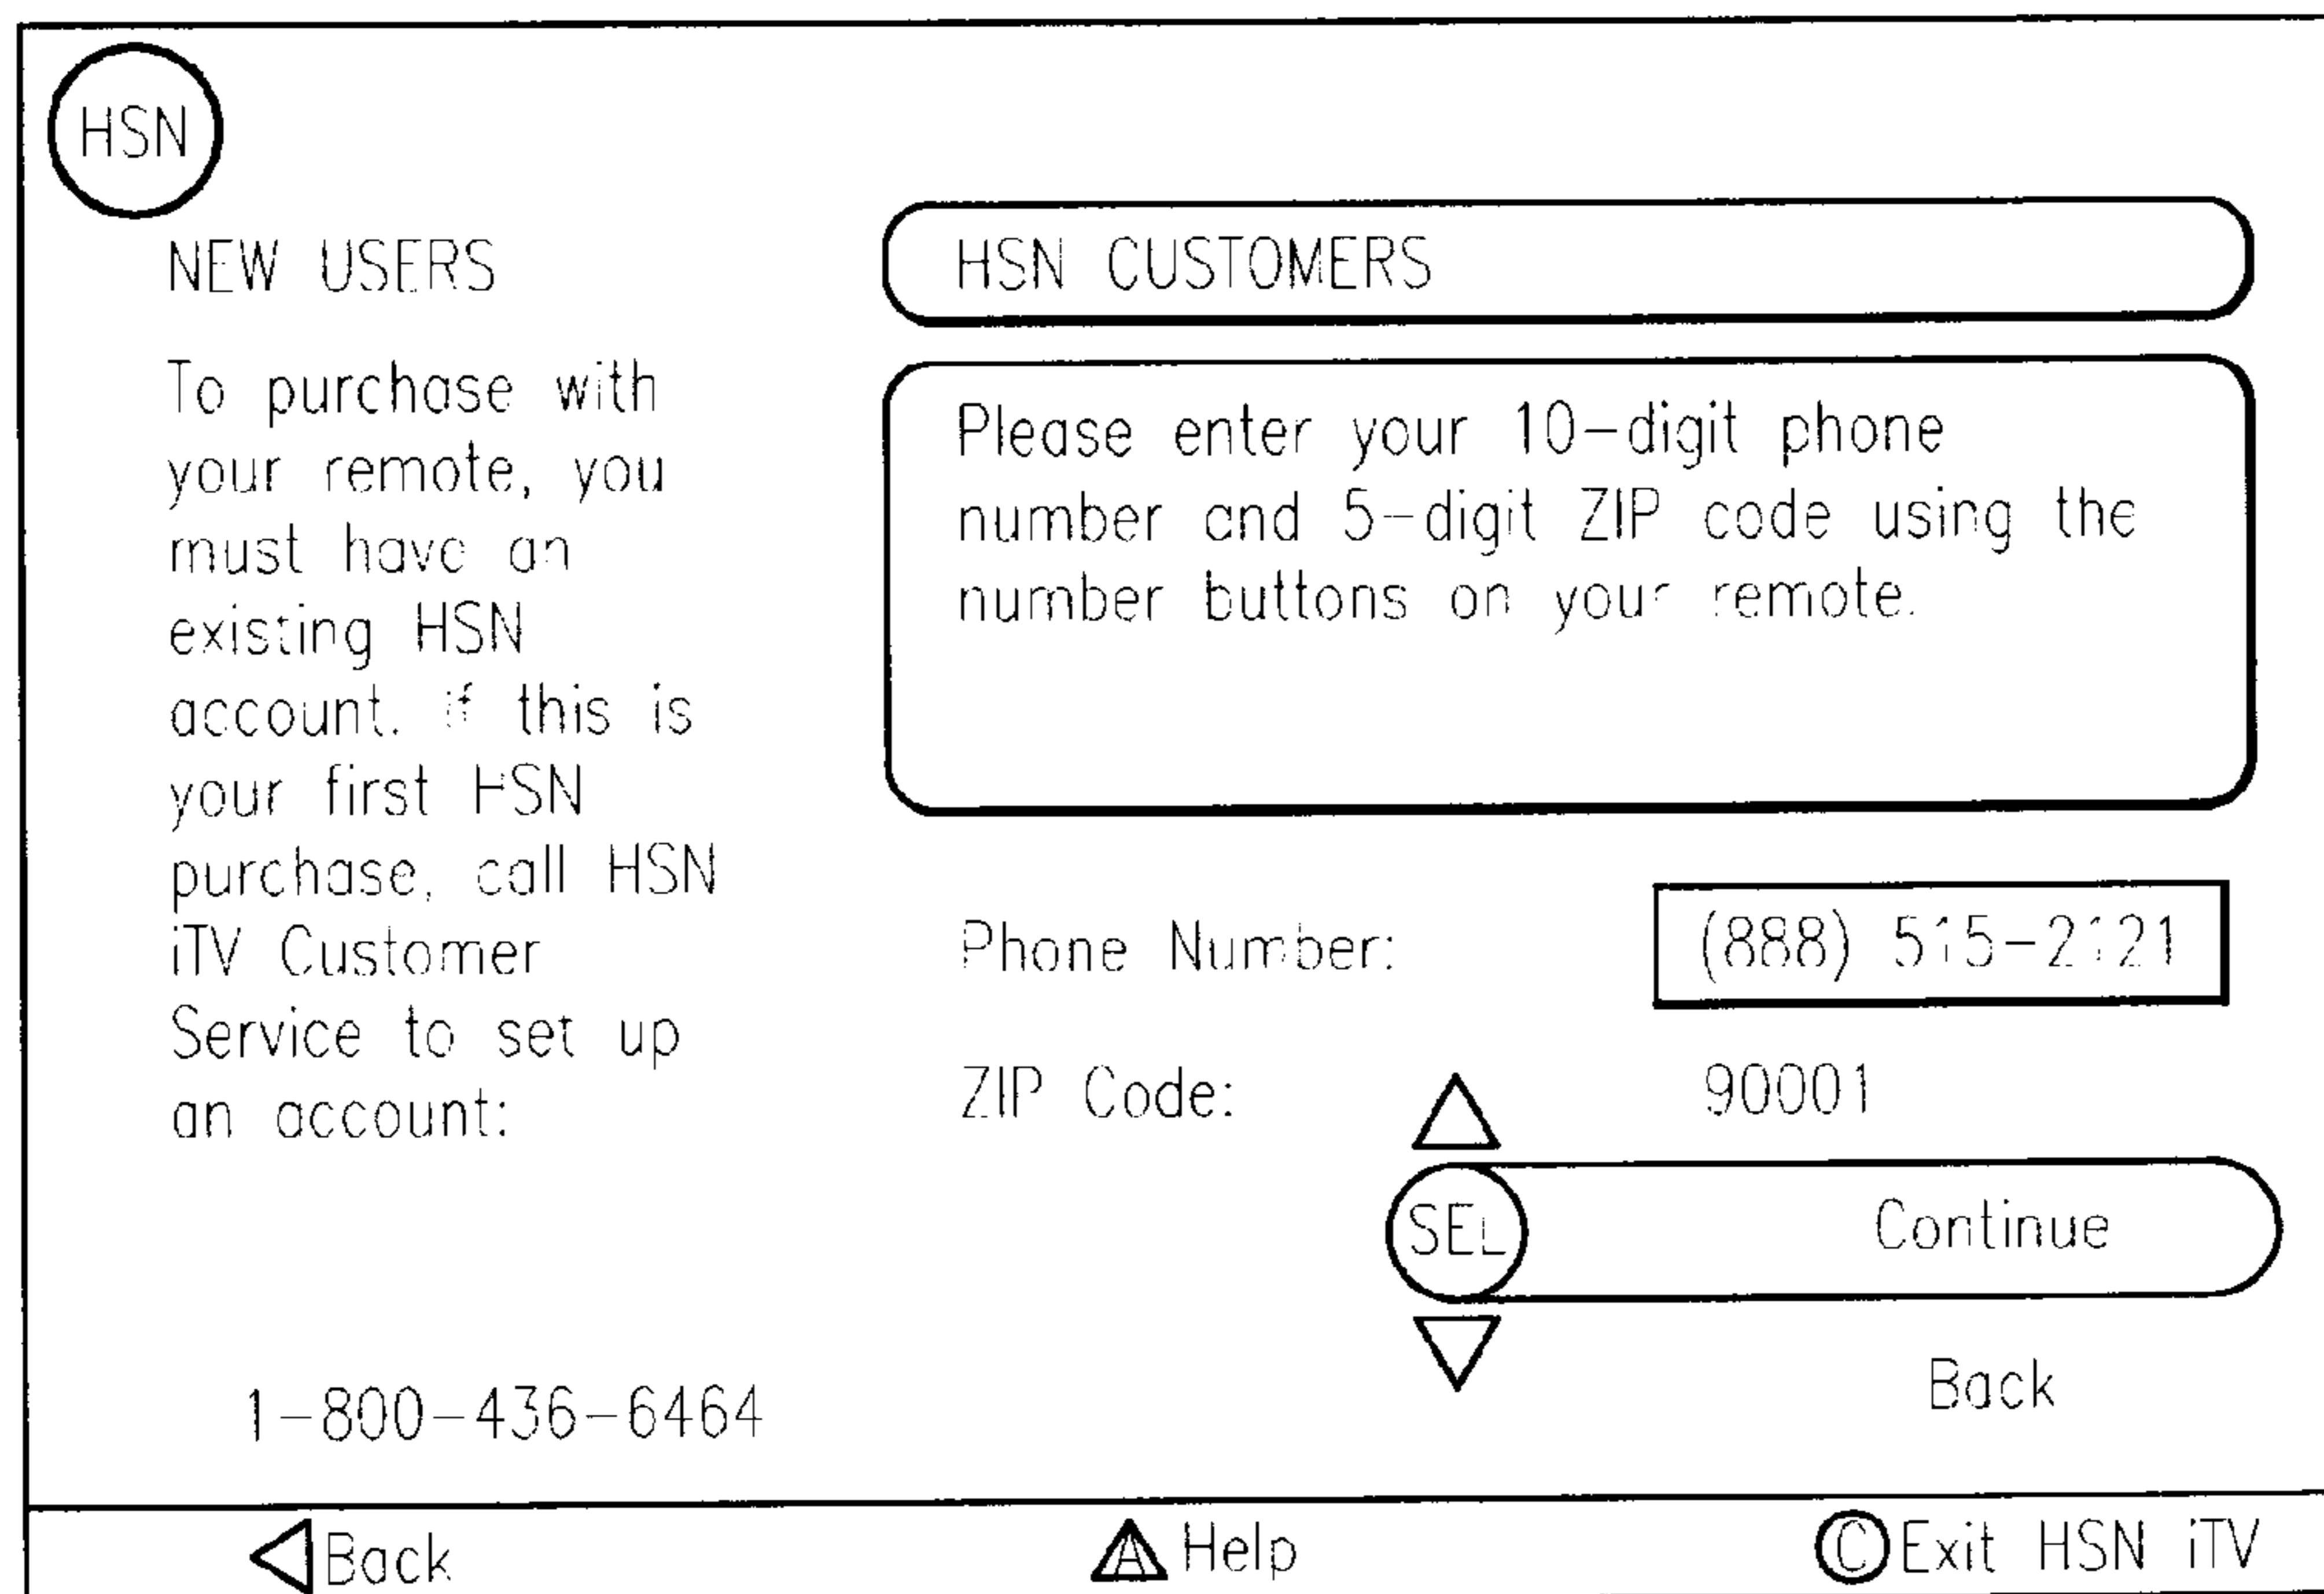 HSN
NEW USERS
To purchase with
your remote, you
must have an
existing HSN
account. if this is
your first HSN
purchase, call HSN
iTV Customer
Service to set up
an account:
1-800-436-6464
HSN CUSTOMERS
Please enter your 10-digit phone
number and 5-digit ZIP code using the
number buttons on your remote.
Phone Number: (888) 515-2121
ZIP Code: 90001
SEL Continue
Back
Back A Help C Exit HSN iTV